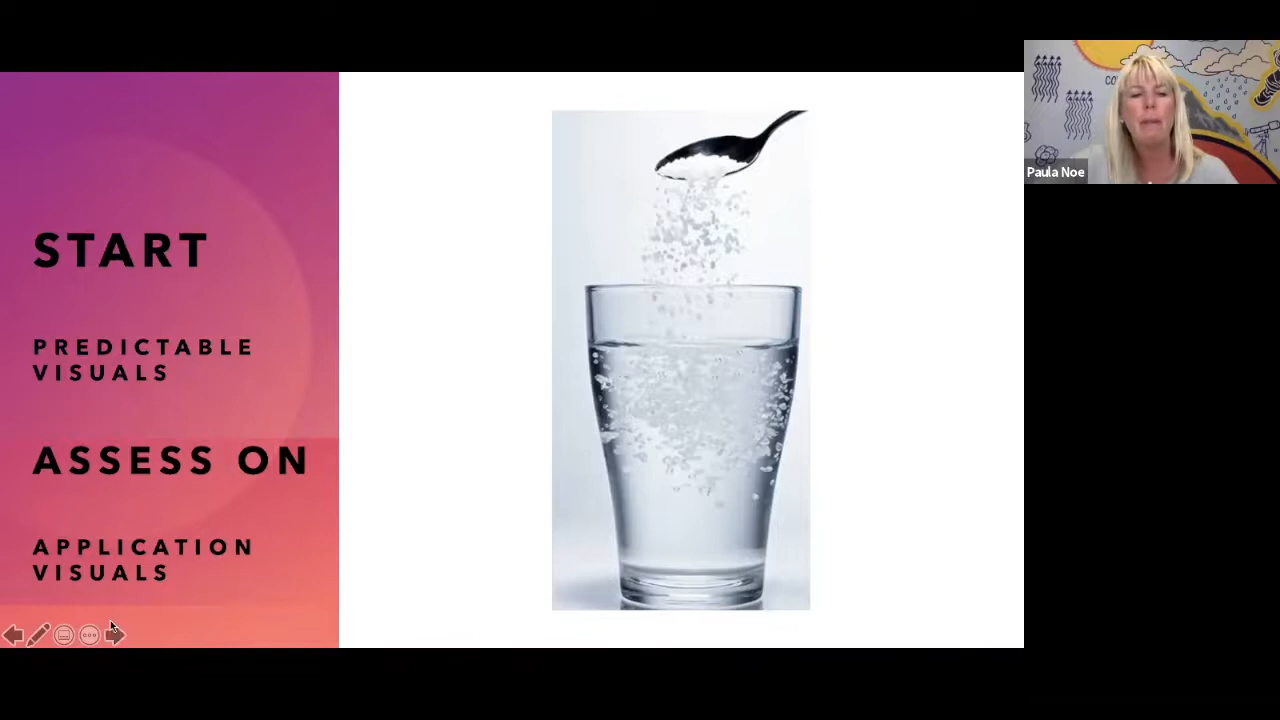 START
PREDICTABLE
VISUALS
ASSESS ON
APPLICATION
VISUALS
Paula Noe